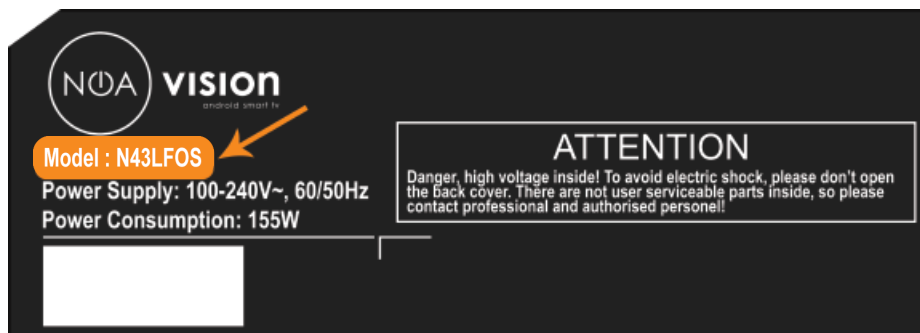 NOA vision
android smart tv
Model : N43LFOS
Power Supply: 100-240V~, 60/50Hz
Power Consumption: 155W
ATTENTION
Danger, high voltage inside! To avoid electric shock, please don't open
the back cover. There are not user serviceable parts inside, so please
contact professional and authorised personel!